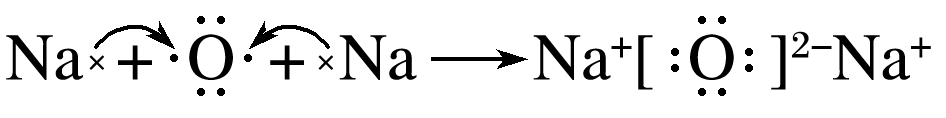 Na× + ·O· + ×Na ⟶ Na⁺[ :O: ]²⁻Na⁺